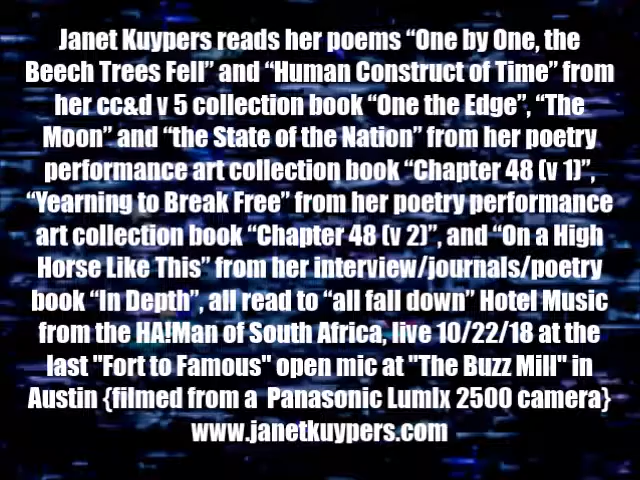 Janet Kuypers reads her poems “One by One, the
Beech Trees Fell” and “Human Construct of Time” from
her cc&d v 5 collection book “One the Edge”, “The
Moon” and “the State of the Nation” from her poetry
performance art collection book “Chapter 48 (v 1)”,
“Yearning to Break Free” from her poetry performance
art collection book “Chapter 48 (v 2)”, and “On a High
Horse Like This” from her interview/journals/poetry
book “In Depth”, all read to “all fall down” Hotel Music
from the HA!Man of South Africa, live 10/22/18 at the
last "Fort to Famous" open mic at "The Buzz Mill" in
Austin {filmed from a  Panasonic Lumix 2500 camera}
www.janetkuypers.com